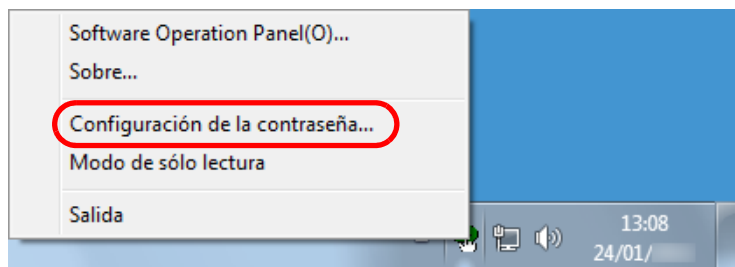 Software Operation Panel(O)...
Sobre...
Configuración de la contraseña...
Modo de sólo lectura
Salida
13:08
24/01/